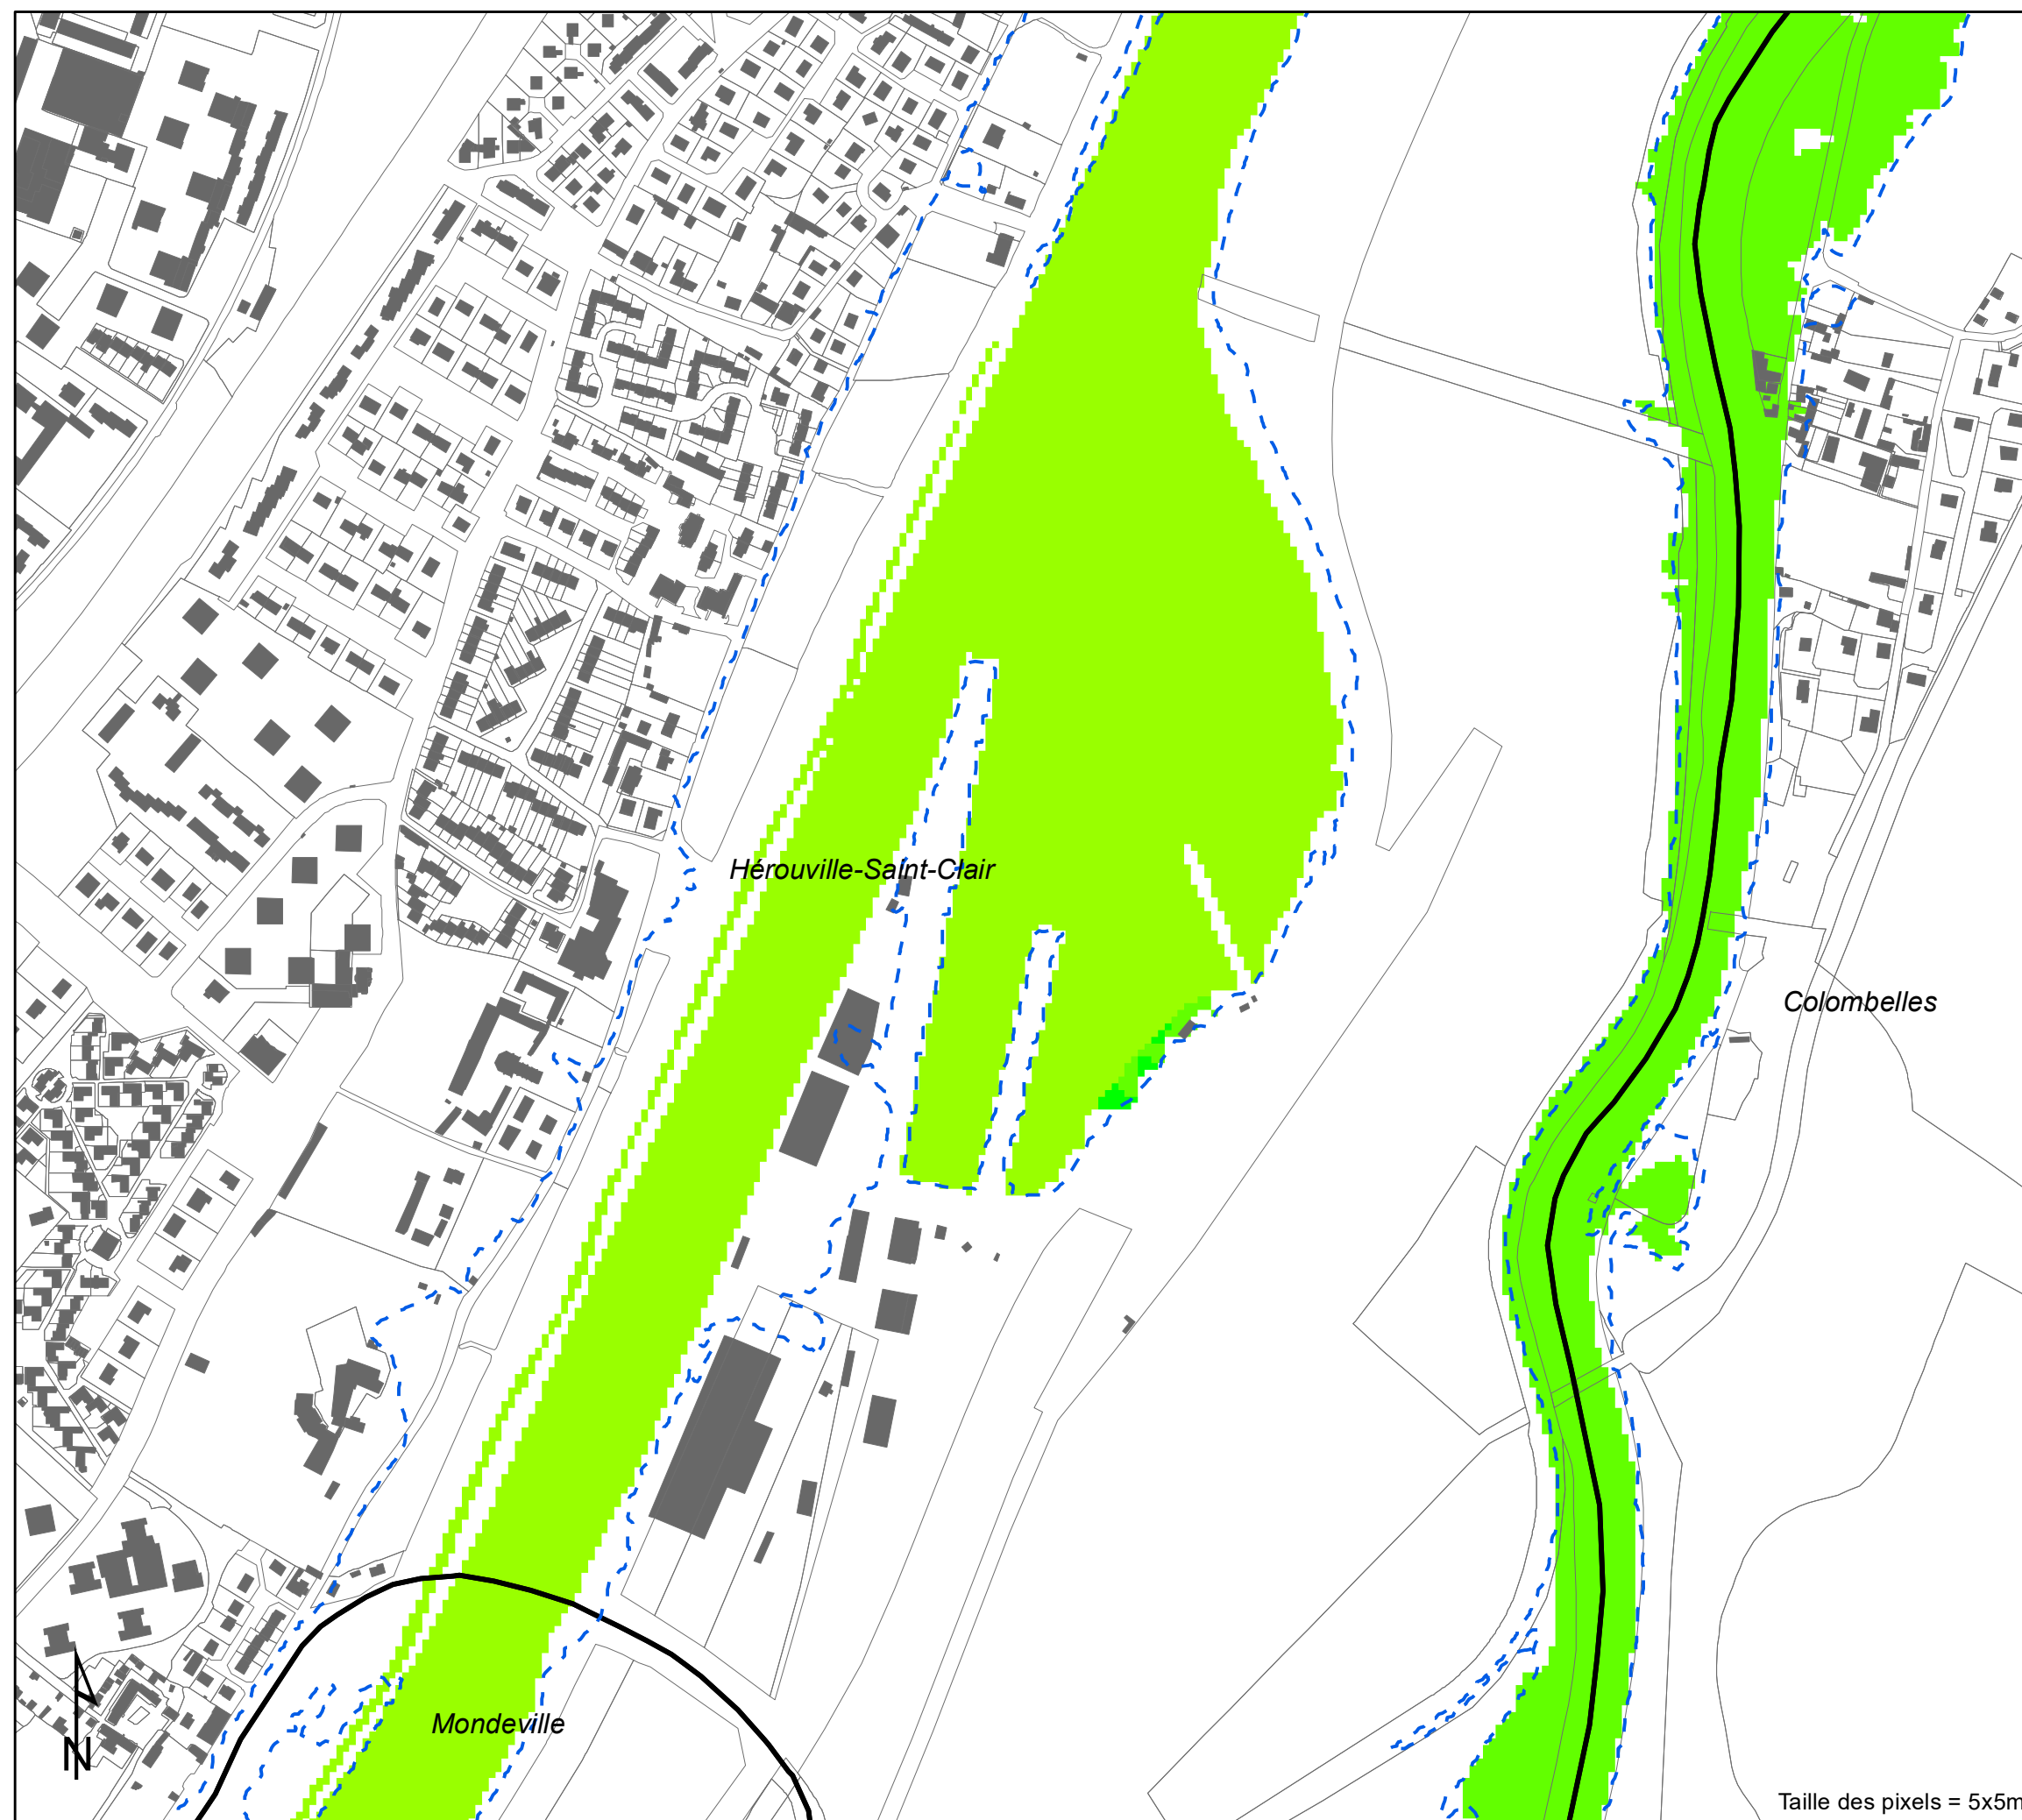 Hérouville-Saint-Clair
Colombelles
Mondeville
N
Taille des pixels = 5x5m